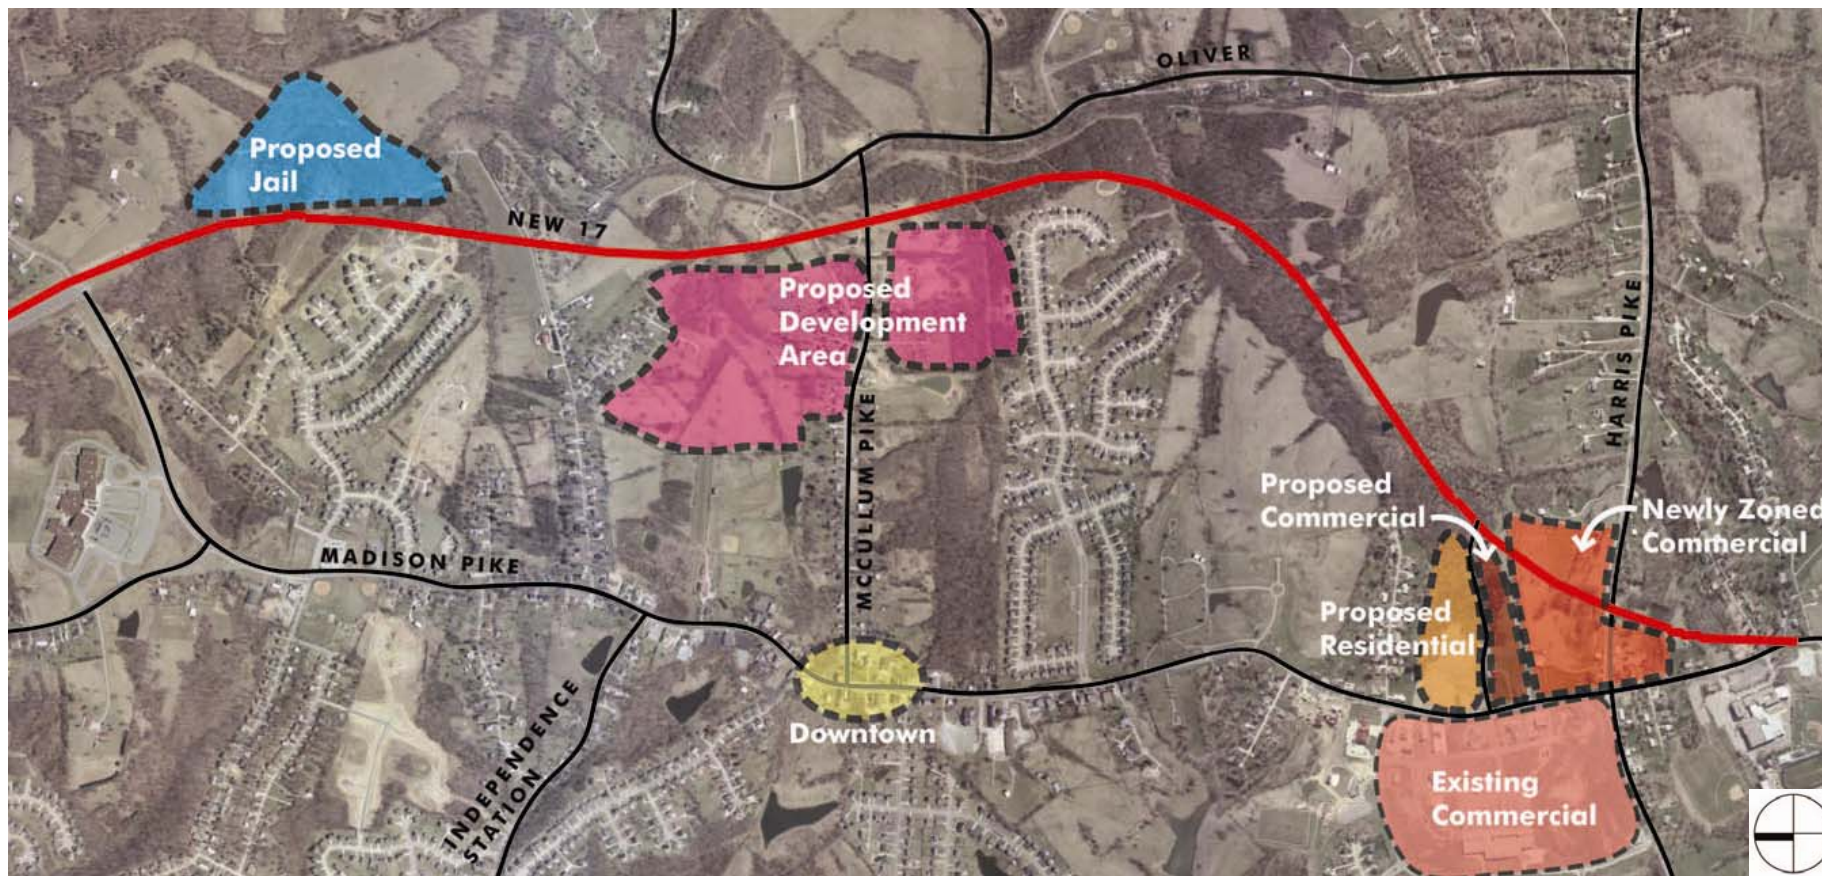 OLIVER
Proposed
Jail
NEW 17
Proposed
Development
Area
HARRIS PIKE
MCCULLUM PIKE
Proposed
Commercial
Newly Zoned
Commercial
MADISON PIKE
Proposed
Residential
INDEPENDENCE
STATION
Downtown
Existing
Commercial